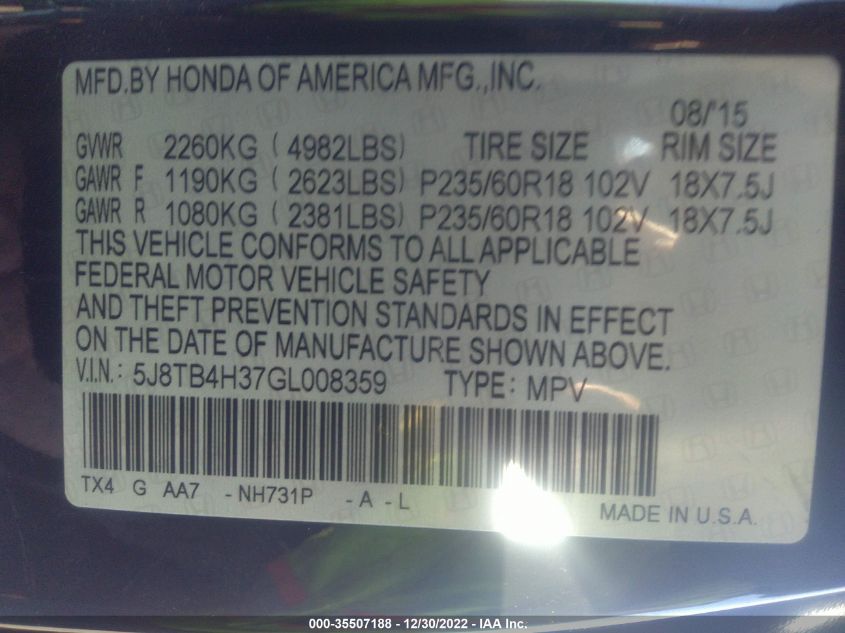 MFD.BY HONDA OF AMERICA MFG.,INC.
08/'15
GVWR 2260KG ( 4982LBS) TIRE SIZE RIM SIZE
GAWR F 1190KG ( 2623LBS) P235/60R18 102V 18X7.5J
GAWR R 1080KG ( 2381LBS) P235/60R18 102V 18X7.5J
THIS VEHICLE CONFORMS TO ALL APPLICABLE
FEDERAL MOTOR VEHICLE SAFETY
AND THEFT PREVENTION STANDARDS IN EFFECT
ON THE DATE OF MANUFACTURE SHOWN ABOVE.
V.I.N.: 5J8TB4H37GL008359 TYPE: MPV
TX4 G AA7 - NH731P - A - L
MADE IN U.S.A.
000-35507188 - 12/30/2022 - IAA Inc.